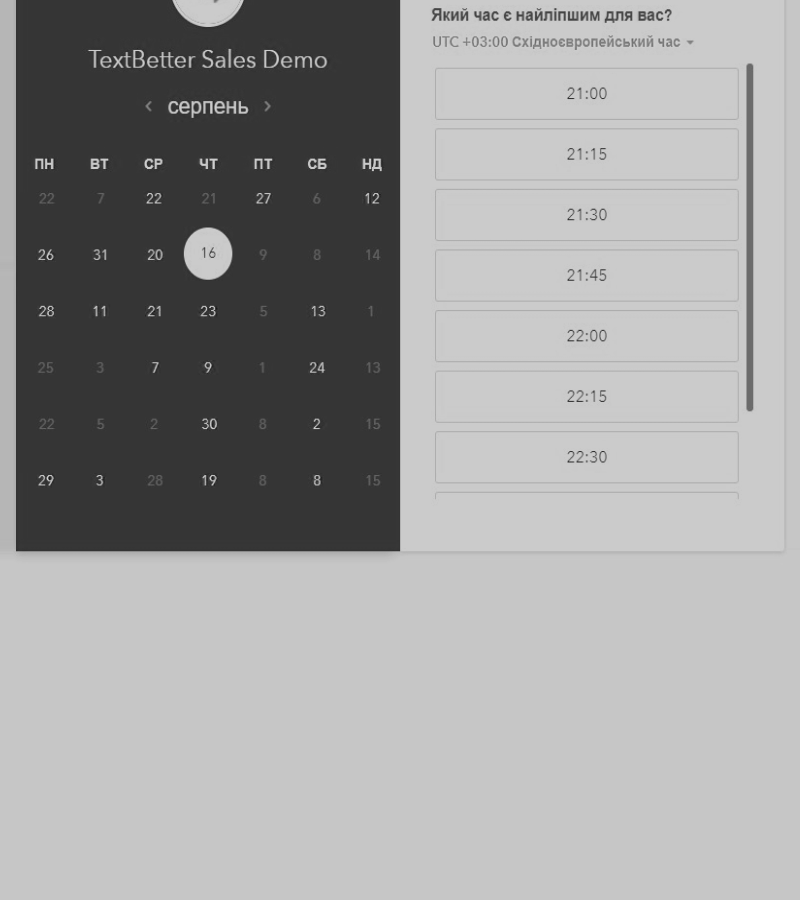 TextBetter Sales Demo
серпень
ПН ВТ СР ЧТ ПТ СБ НД
22 7 22 21 27 6 12
26 31 20 16 9 8 14
28 11 21 23 5 13 1
25 3 7 9 1 24 13
22 5 2 30 8 2 15
29 3 28 19 8 8 15
Який час є найліпшим для вас?
UTC +03:00 Східноєвропейський час
21:00
21:15
21:30
21:45
22:00
22:15
22:30